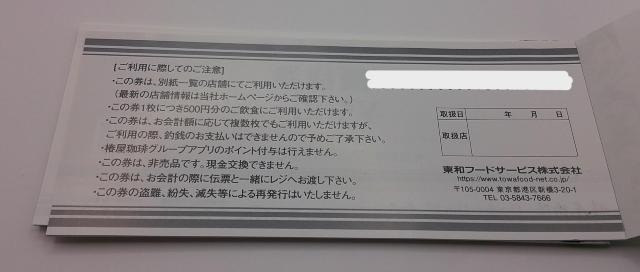 [ご利用に際してのご注意]
・この券は、別紙一覧の店舗にてご利用いただけます。
(最新の店舗情報は当社ホームページからご確認下さい。)
・この券1枚につき500円分のご飲食にご利用いただけます。
・この券は、お会計額に応じて複数枚でもご利用いただけますが、
ご利用の際、釣銭のお支払いはできませんので予めご了承下さい。
・椿屋珈琲グループアプリのポイント付与は行えません。
・この券は、非売品です。現金交換できません。
・この券は、お会計の際に伝票と一緒にレジへお渡し下さい。
・この券の盗難、紛失、滅失等による再発行はいたしません。
取扱日 年 月 日
取扱店
東和フードサービス株式会社
https://www.towafood-net.co.jp/
〒105-0004 東京都港区新橋3-20-1
TEL 03-5843-7666